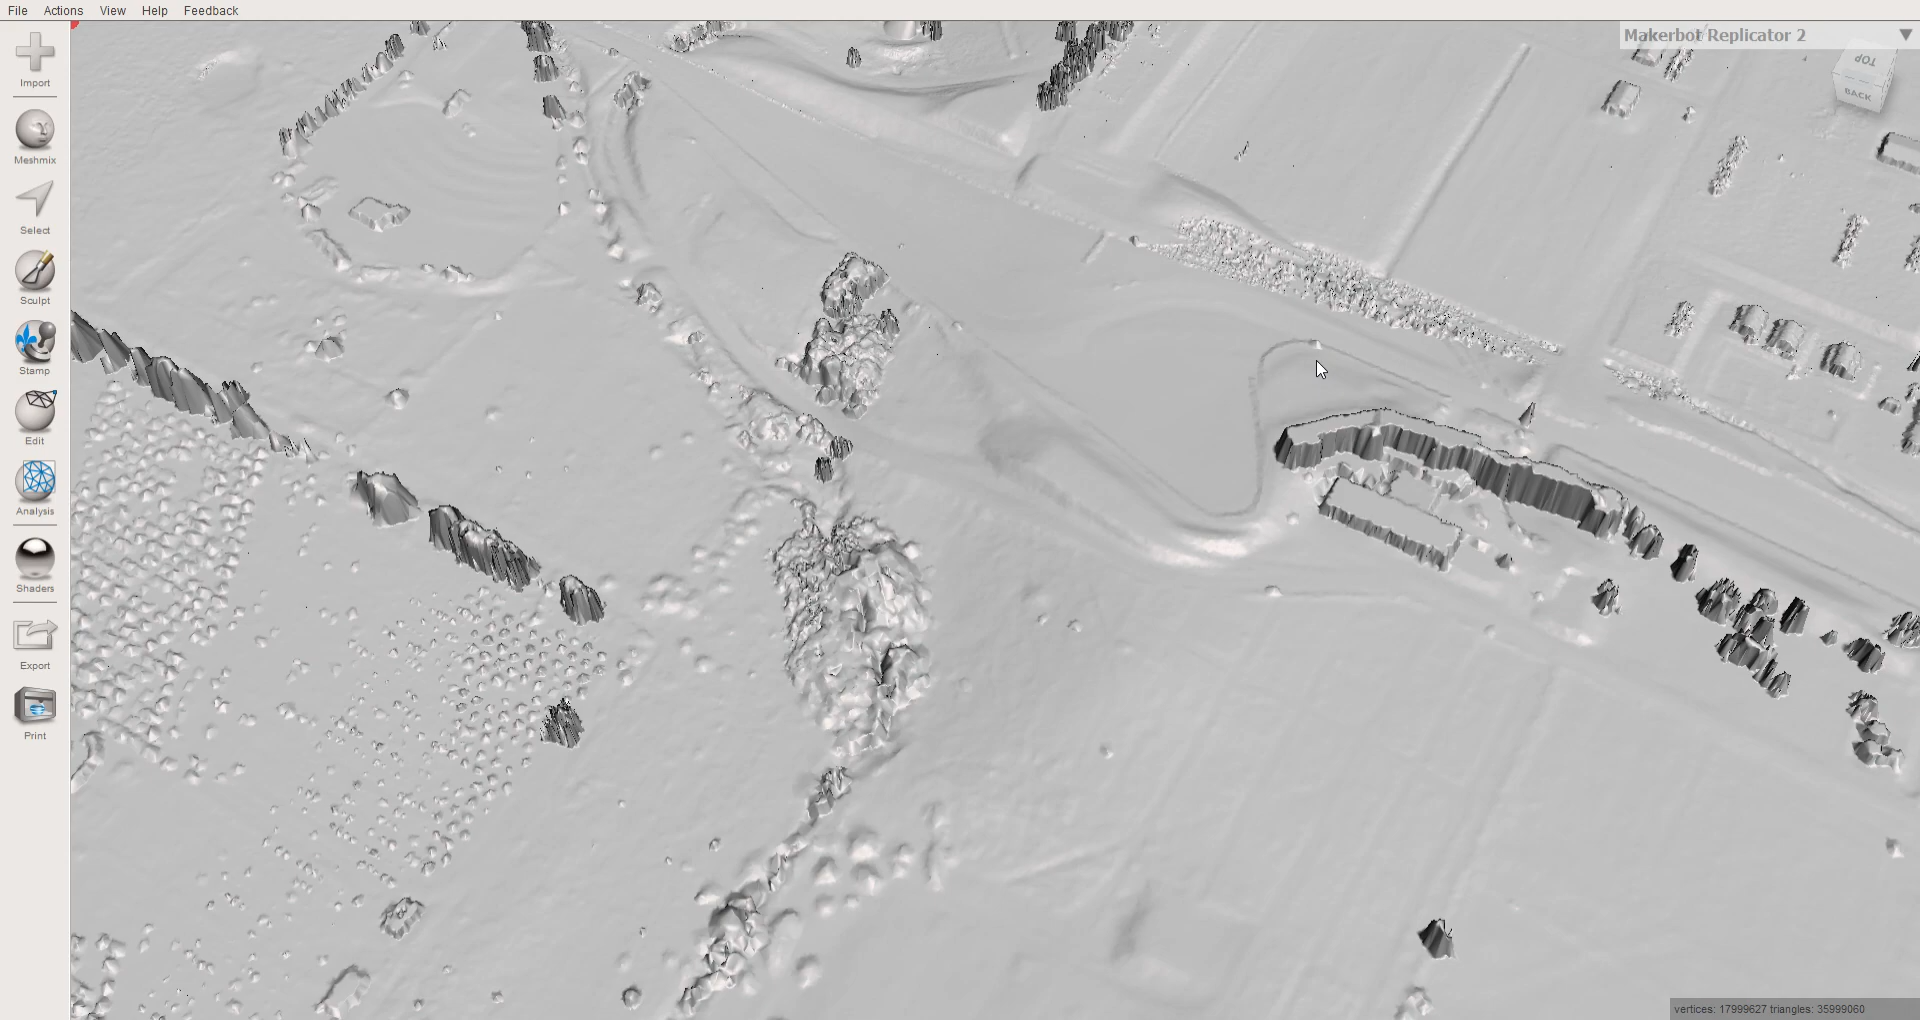 File Actions View Help Feedback
Makerbot Replicator 2
TOP
BACK
Import
Meshmix
Select
Sculpt
Stamp
Edit
Analysis
Shaders
Export
Print
vertices: 17999627 triangles: 35999060